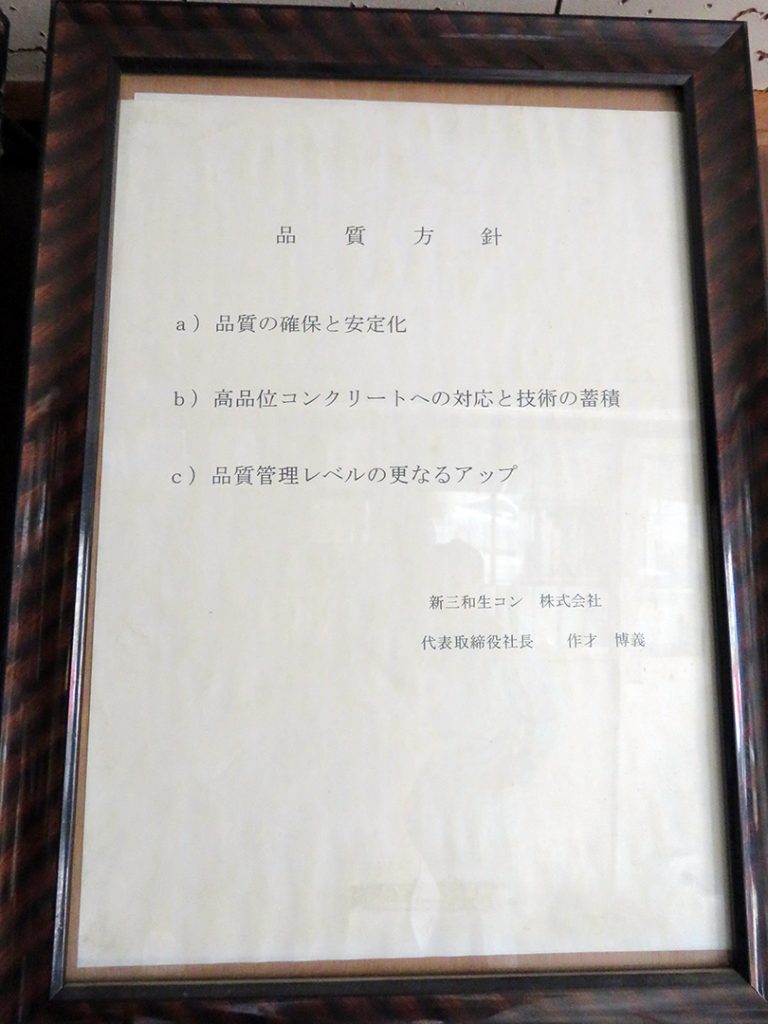 品　質　方　針
ａ）品質の確保と安定化
ｂ）高品位コンクリートへの対応と技術の蓄積
ｃ）品質管理レベルの更なるアップ
新三和生コン　株式会社
代表取締役社長　　作才　博義